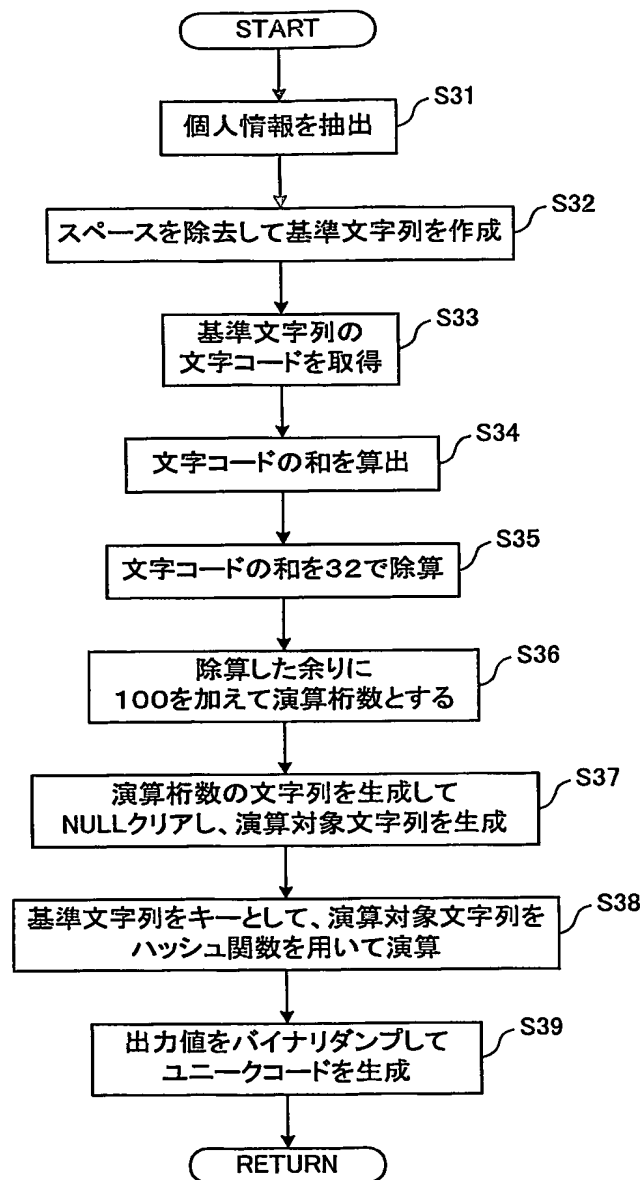 START
S31
個人情報を抽出
S32
スペースを除去して基準文字列を作成
S33
基準文字列の
文字コードを取得
S34
文字コードの和を算出
S35
文字コードの和を32で除算
S36
除算した余りに
100を加えて演算桁数とする
S37
演算桁数の文字列を生成して
NULLクリアし、演算対象文字列を生成
S38
基準文字列をキーとして、演算対象文字列を
ハッシュ関数を用いて演算
S39
出力値をバイナリダンプして
ユニークコードを生成
RETURN